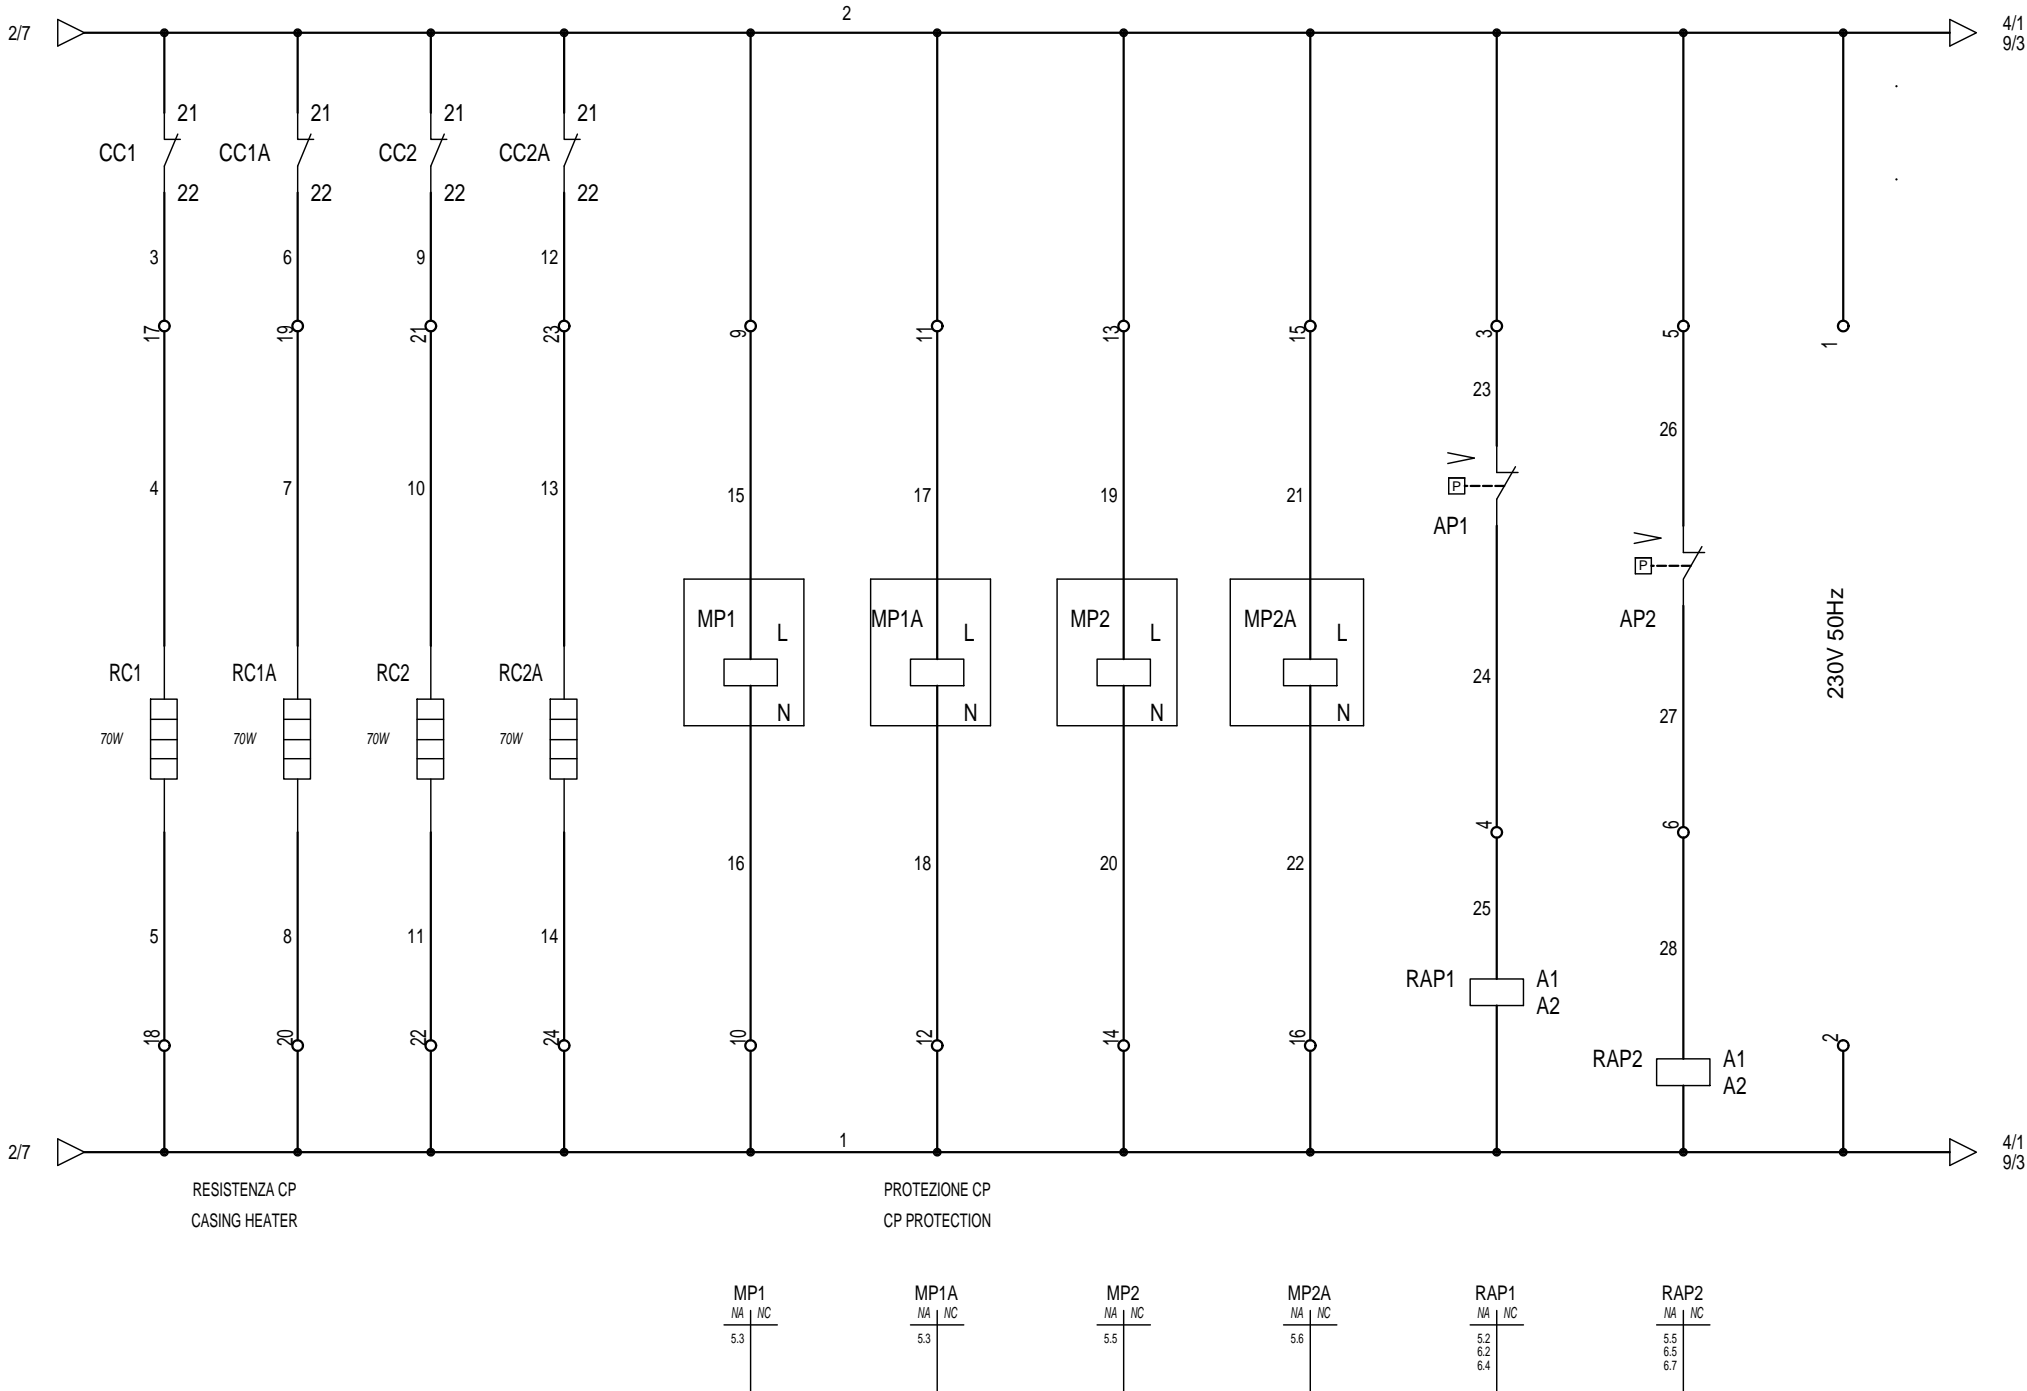 2
2/7
4/1
9/3
21 21 21 21
CC1 CC1A CC2 CC2A
22 22 22 22
3 6 9 12
17 19 21 23 9 11 13 15 3 5 1
23
26
4 7 10 13 15 17 19 21
V
P
AP1
V
P
AP2
230V 50Hz
MP1 MP1A MP2 MP2A
L L L L
RC1 RC1A RC2 RC2A
24
N N N N
27
70W 70W 70W 70W
4 6
16 18 20 22
25
5 8 11 14
28
RAP1 A1
A2
18 20 22 24 10 12 14 16 2
RAP2 A1
A2
1
2/7
4/1
9/3
RESISTENZA CP
CASING HEATER
PROTEZIONE CP
CP PROTECTION
MP1 MP1A MP2 MP2A RAP1 RAP2
NA NC NA NC NA NC NA NC NA NC NA NC
5.3 5.3 5.5 5.6 5.2 5.5
6.2 6.5
6.4 6.7